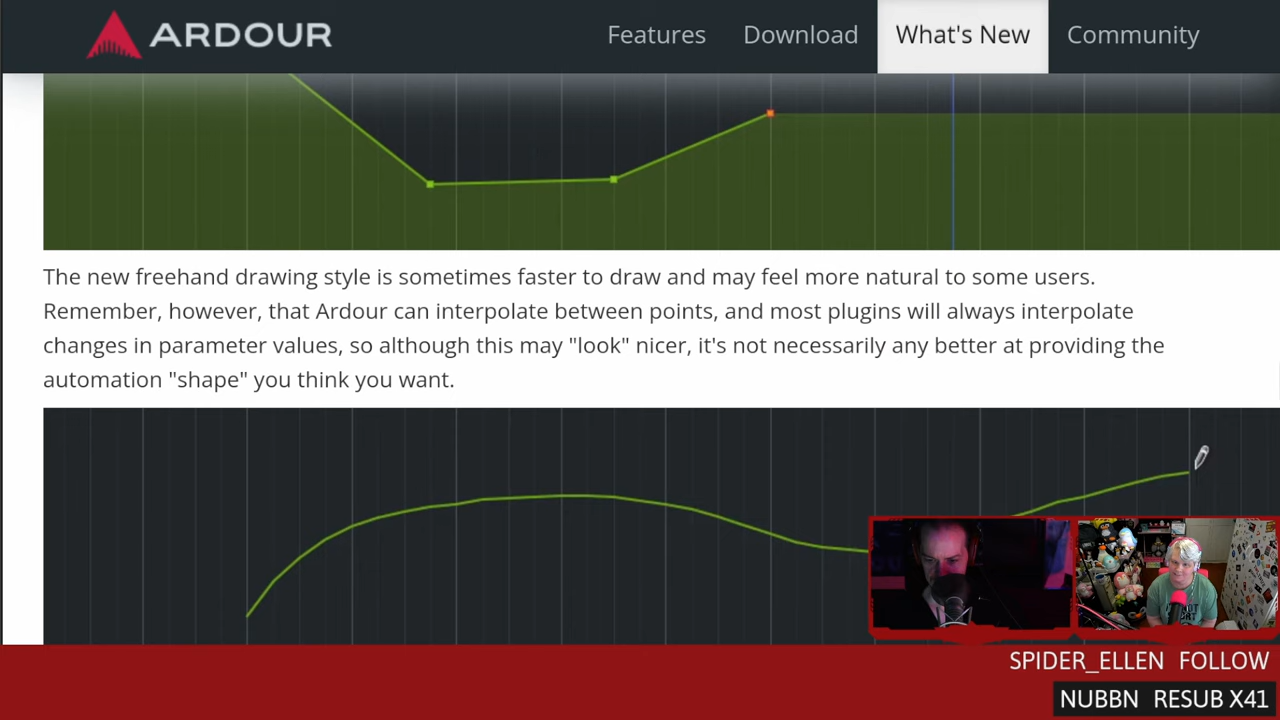 ARDOUR
Features Download What's New Community
The new freehand drawing style is sometimes faster to draw and may feel more natural to some users.
Remember, however, that Ardour can interpolate between points, and most plugins will always interpolate
changes in parameter values, so although this may "look" nicer, it's not necessarily any better at providing the
automation "shape" you think you want.
SPIDER_ELLEN FOLLOW
NUBBN RESUB X41